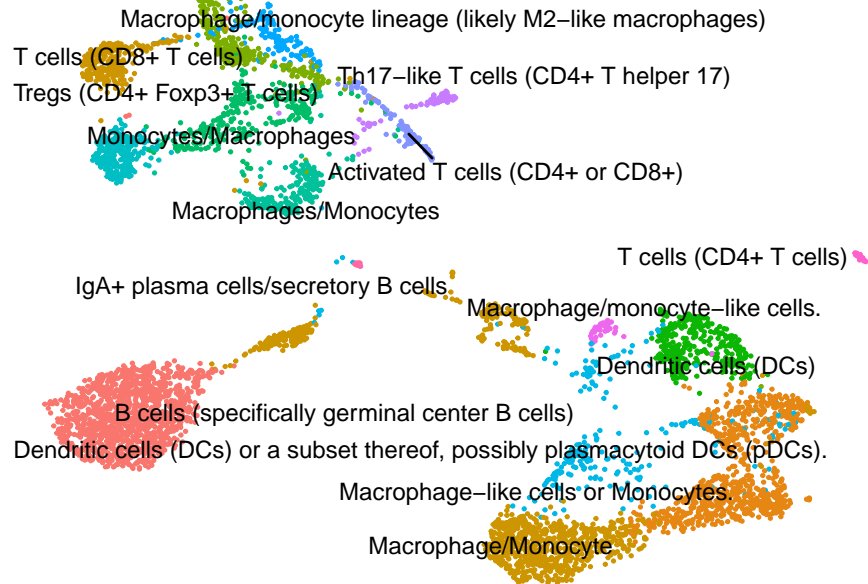 Macrophage/monocyte lineage (likely M2−like macrophages)
T cells (CD8+ T cells)
Th17−like T cells (CD4+ T helper 17)
Tregs (CD4+ Foxp3+ T cells)
Monocytes/Macrophages
Activated T cells (CD4+ or CD8+)
Macrophages/Monocytes
T cells (CD4+ T cells)
IgA+ plasma cells/secretory B cells
Macrophage/monocyte−like cells.
Dendritic cells (DCs)
B cells (specifically germinal center B cells)
Dendritic cells (DCs) or a subset thereof, possibly plasmacytoid DCs (pDCs).
Macrophage−like cells or Monocytes.
Macrophage/Monocyte